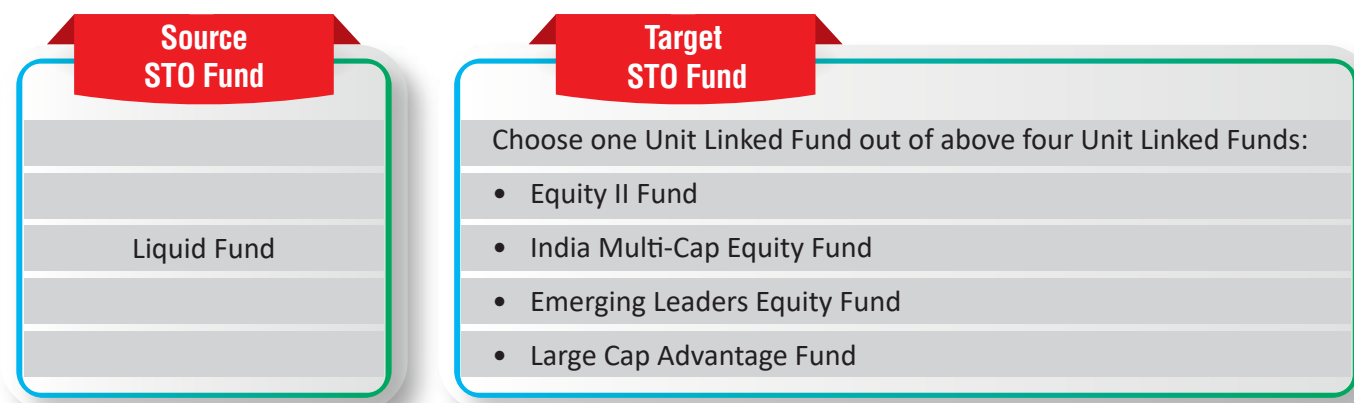 Source
STO Fund
Liquid Fund
Target
STO Fund
Choose one Unit Linked Fund out of above four Unit Linked Funds:
• Equity II Fund
• India Multi-Cap Equity Fund
• Emerging Leaders Equity Fund
• Large Cap Advantage Fund